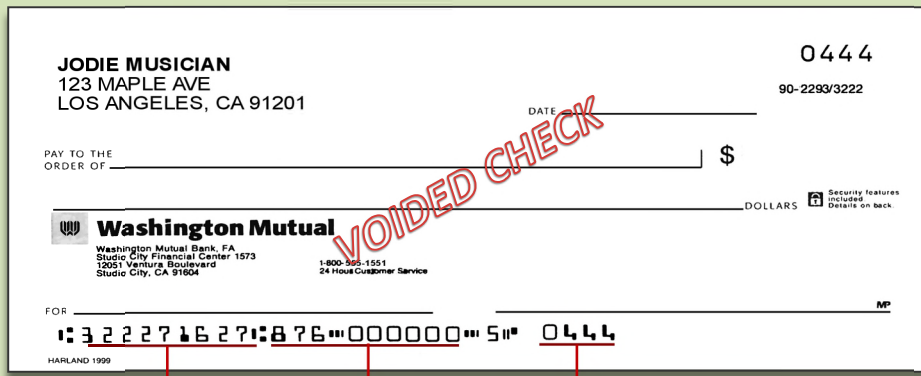 JODIE MUSICIAN
123 MAPLE AVE
LOS ANGELES, CA 91201
0444
90-2293/3222
DATE
PAY TO THE
ORDER OF
$
VOIDED CHECK
DOLLARS
Security features
included.
Details on back.
Washington Mutual
Washington Mutual Bank, FA
Studio City Financial Center 1573
12051 Ventura Boulevard
Studio City, CA 91604
1-800-555-1551
24 Hour Customer Service
FOR
MP
⑆322271627⑆876⑉000000⑉5⑈ 0444
HARLAND 1999